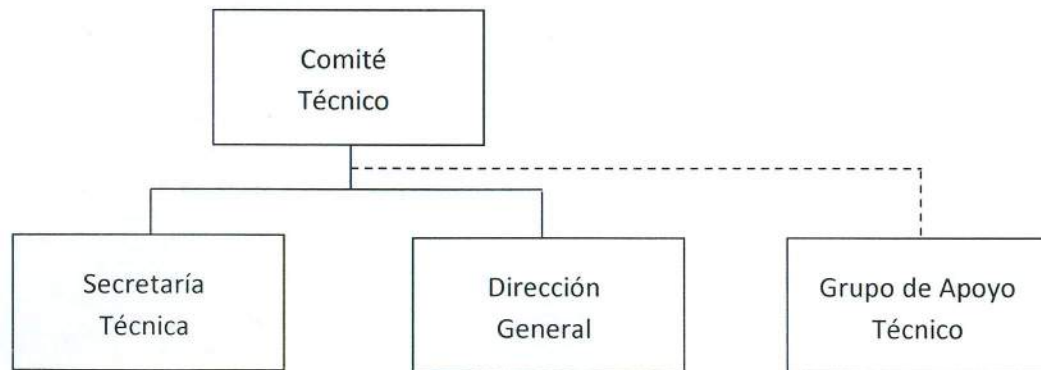 Comité
Técnico
Secretaría
Técnica
Dirección
General
Grupo de Apoyo
Técnico